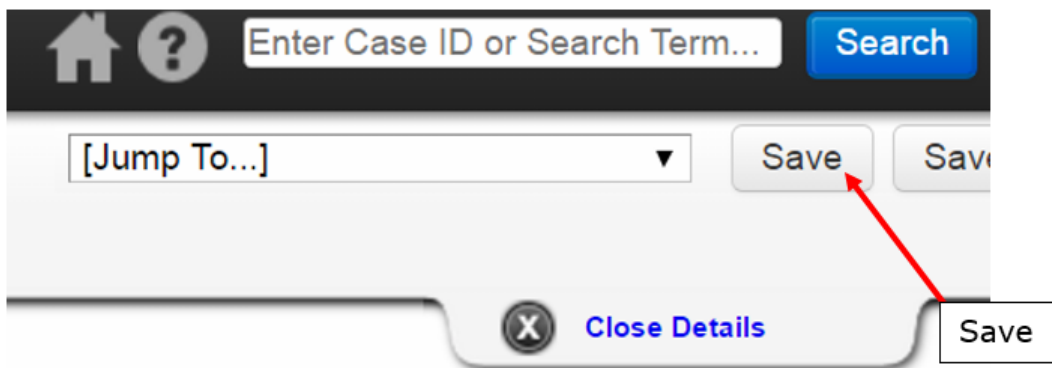 ?
Enter Case ID or Search Term... Search
[Jump To...] Save
X Close Details
Save